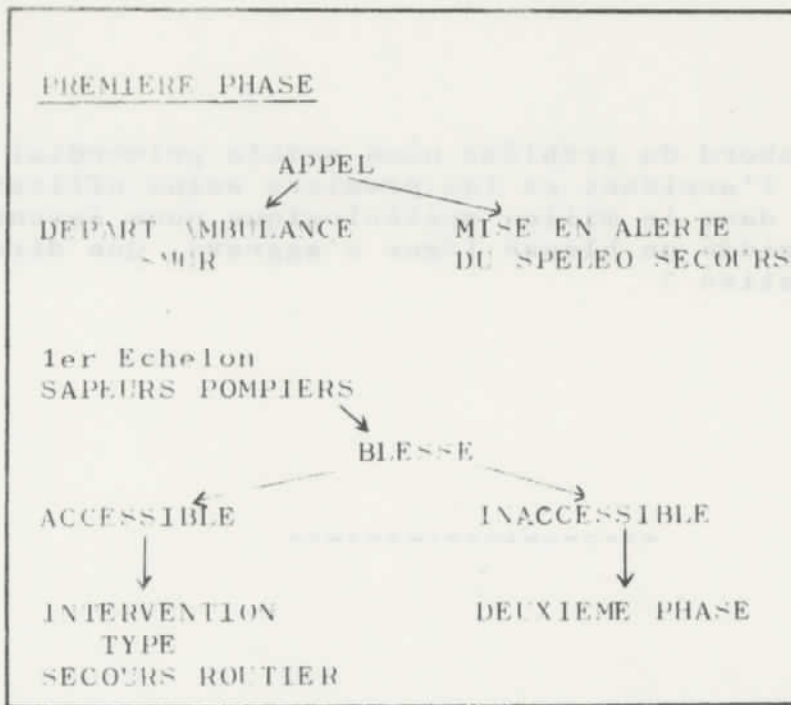 PREMIERE PHASE
APPEL
DEPART AMBULANCE MISE EN ALERTE
SMUR DU SPELEO SECOURS
1er Echelon
SAPEURS POMPIERS
BLESSE
ACCESSIBLE INACCESSIBLE
INTERVENTION DEUXIEME PHASE
TYPE
SECOURS ROUTIER